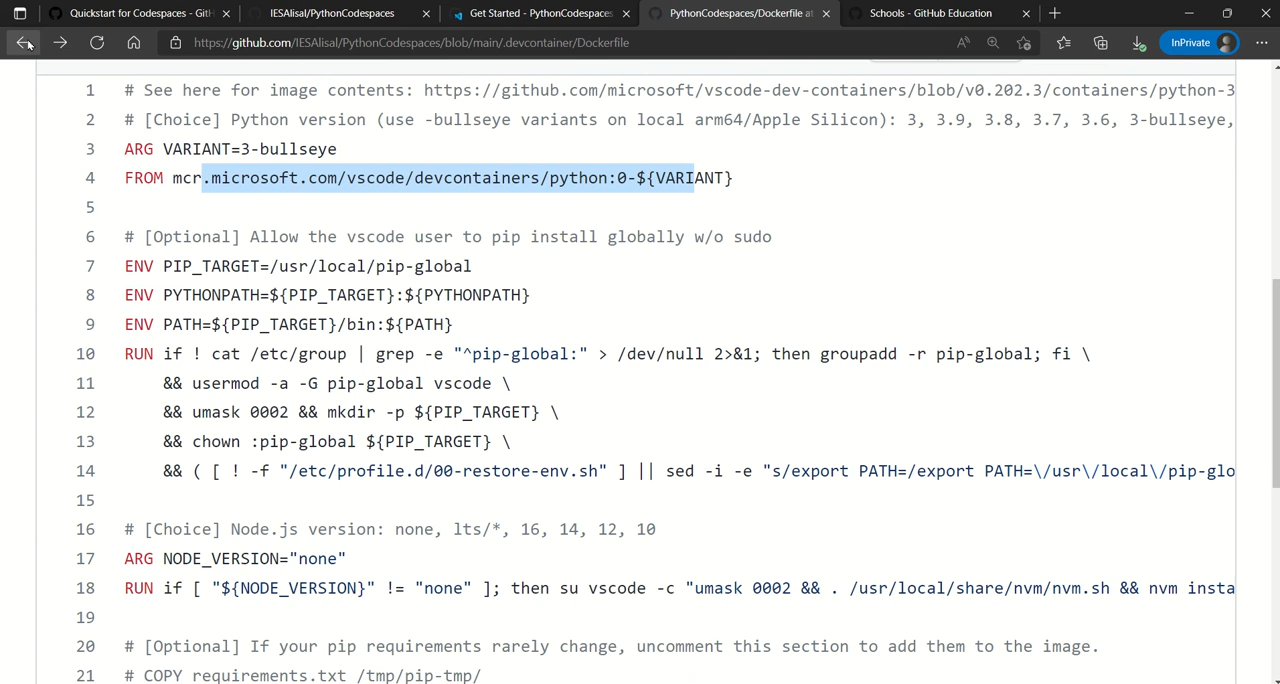 Quickstart for Codespaces - GitH
IESAlisal/PythonCodespaces
Get Started - PythonCodespaces
PythonCodespaces/Dockerfile at
Schools - GitHub Education
https://github.com/IESAlisal/PythonCodespaces/blob/main/.devcontainer/Dockerfile
InPrivate
1 # See here for image contents: https://github.com/microsoft/vscode-dev-containers/blob/v0.202.3/containers/python-3
2 # [Choice] Python version (use -bullseye variants on local arm64/Apple Silicon): 3, 3.9, 3.8, 3.7, 3.6, 3-bullseye,
3 ARG VARIANT=3-bullseye
4 FROM mcr.microsoft.com/vscode/devcontainers/python:0-${VARIANT}
5
6 # [Optional] Allow the vscode user to pip install globally w/o sudo
7 ENV PIP_TARGET=/usr/local/pip-global
8 ENV PYTHONPATH=${PIP_TARGET}:${PYTHONPATH}
9 ENV PATH=${PIP_TARGET}/bin:${PATH}
10 RUN if ! cat /etc/group | grep -e "^pip-global:" > /dev/null 2>&1; then groupadd -r pip-global; fi \
11 && usermod -a -G pip-global vscode \
12 && umask 0002 && mkdir -p ${PIP_TARGET} \
13 && chown :pip-global ${PIP_TARGET} \
14 && ( [ ! -f "/etc/profile.d/00-restore-env.sh" ] || sed -i -e "s/export PATH=/export PATH=\/usr\/local\/pip-glo
15
16 # [Choice] Node.js version: none, lts/*, 16, 14, 12, 10
17 ARG NODE_VERSION="none"
18 RUN if [ "${NODE_VERSION}" != "none" ]; then su vscode -c "umask 0002 && . /usr/local/share/nvm/nvm.sh && nvm insta
19
20 # [Optional] If your pip requirements rarely change, uncomment this section to add them to the image.
21 # COPY requirements.txt /tmp/pip-tmp/